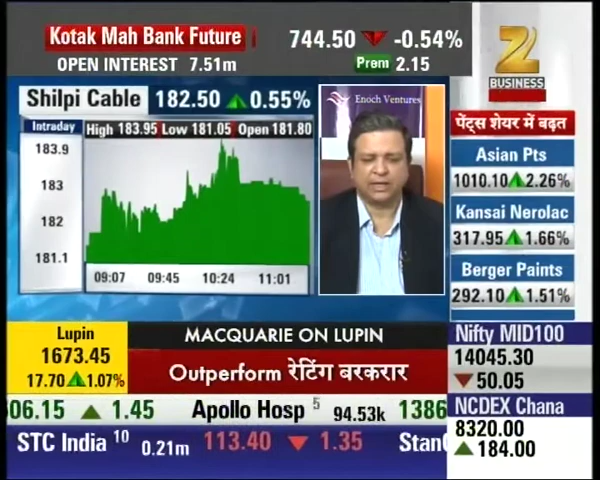 Kotak Mah Bank Future
744.50 -0.54%
OPEN INTEREST 7.51m
Prem 2.15
Z
BUSINESS
Shilpi Cable 182.50 0.55%
Intraday High 183.95 Low 181.05 Open 181.80
183.9
183
182
181.1
09:07 09:45 10:24 11:01
Enoch Ventures
पेंट्स शेयर में बढ़त
Asian Pts
1010.10 2.26%
Kansai Nerolac
317.95 1.66%
Berger Paints
292.10 1.51%
Lupin
1673.45
17.70 1.07%
MACQUARIE ON LUPIN
Outperform रेटिंग बरकरार
Nifty MID100
14045.30
50.05
NCDEX Chana
8320.00
184.00
306.15 1.45 Apollo Hosp 5 94.53k 1386
STC India 10 0.21m 113.40 1.35 StanC